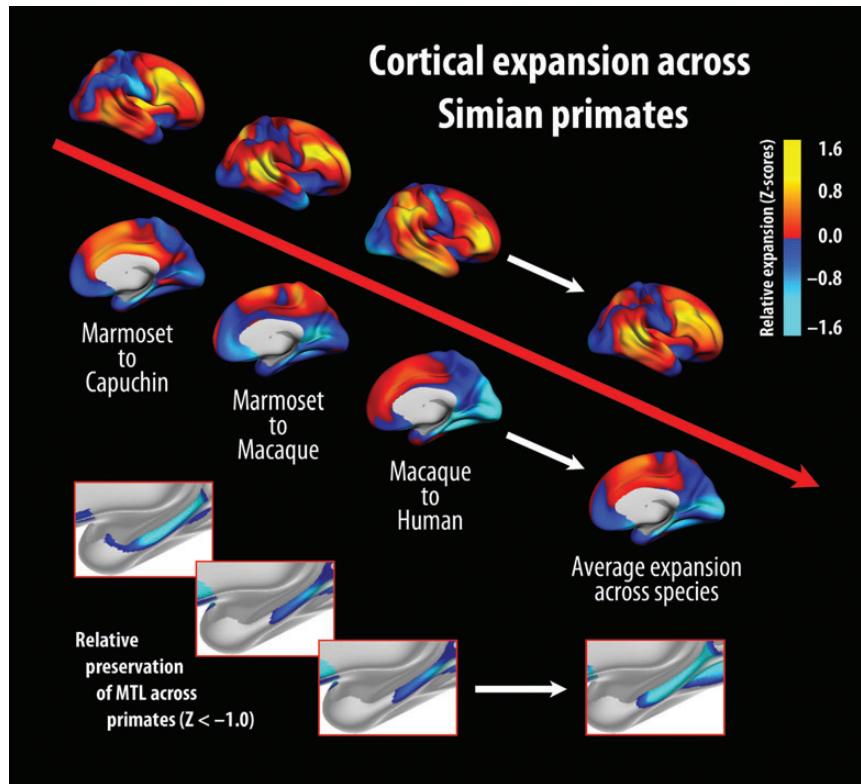 Cortical expansion across
Simian primates
Relative expansion (Z-scores)
1.6
0.8
0.0
−0.8
−1.6
Marmoset
to
Capuchin
Marmoset
to
Macaque
Macaque
to
Human
Average expansion
across species
Relative
preservation
of MTL across
primates (Z < −1.0)